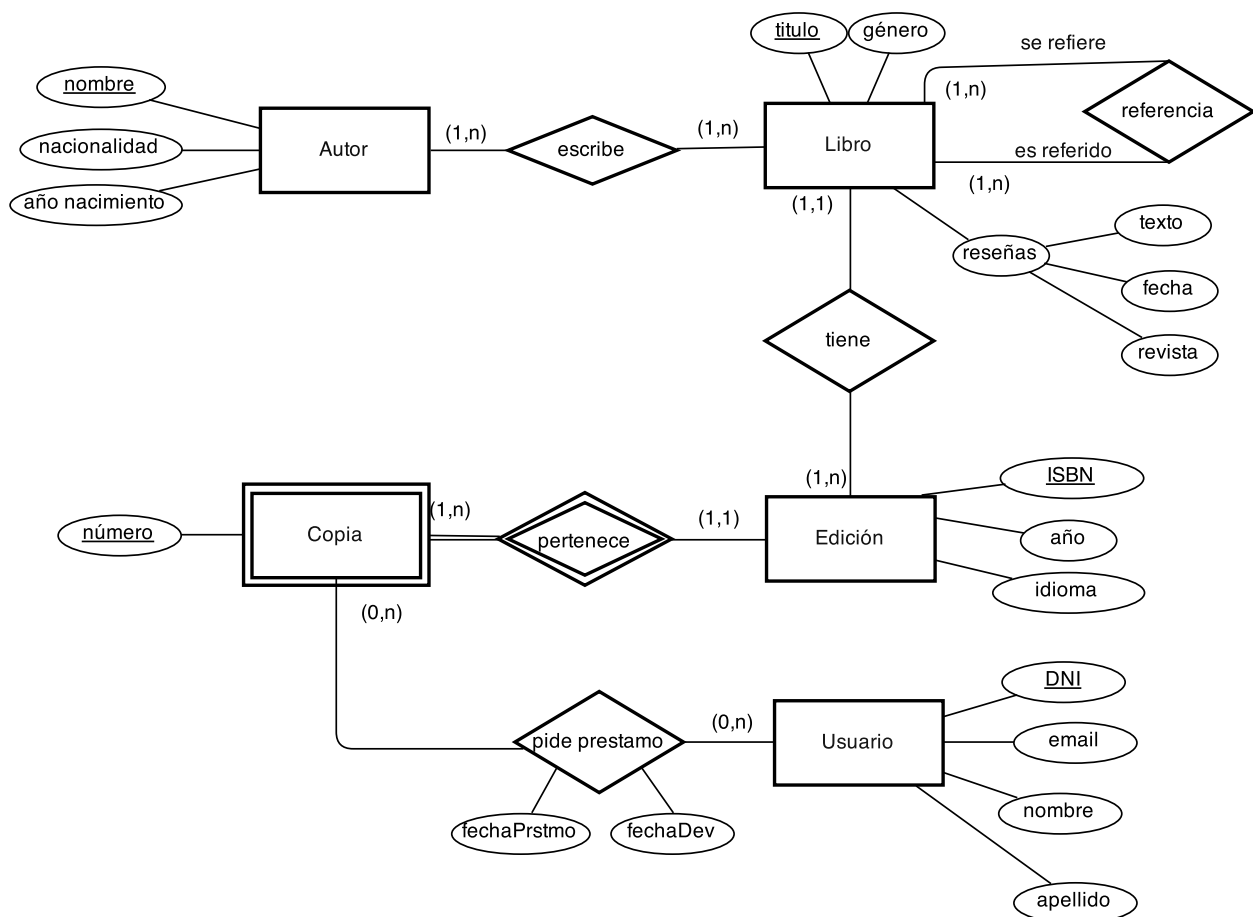 titulo
género
se refiere
nombre
(1,n)
referencia
Autor
(1,n)
escribe
(1,n)
Libro
nacionalidad
es referido
(1,n)
año nacimiento
(1,1)
texto
reseñas
fecha
tiene
revista
(1,n)
ISBN
número
Copia
(1,n)
pertenece
(1,1)
Edición
año
idioma
(0,n)
DNI
pide prestamo
(0,n)
Usuario
email
nombre
fechaPrstmo
fechaDev
apellido